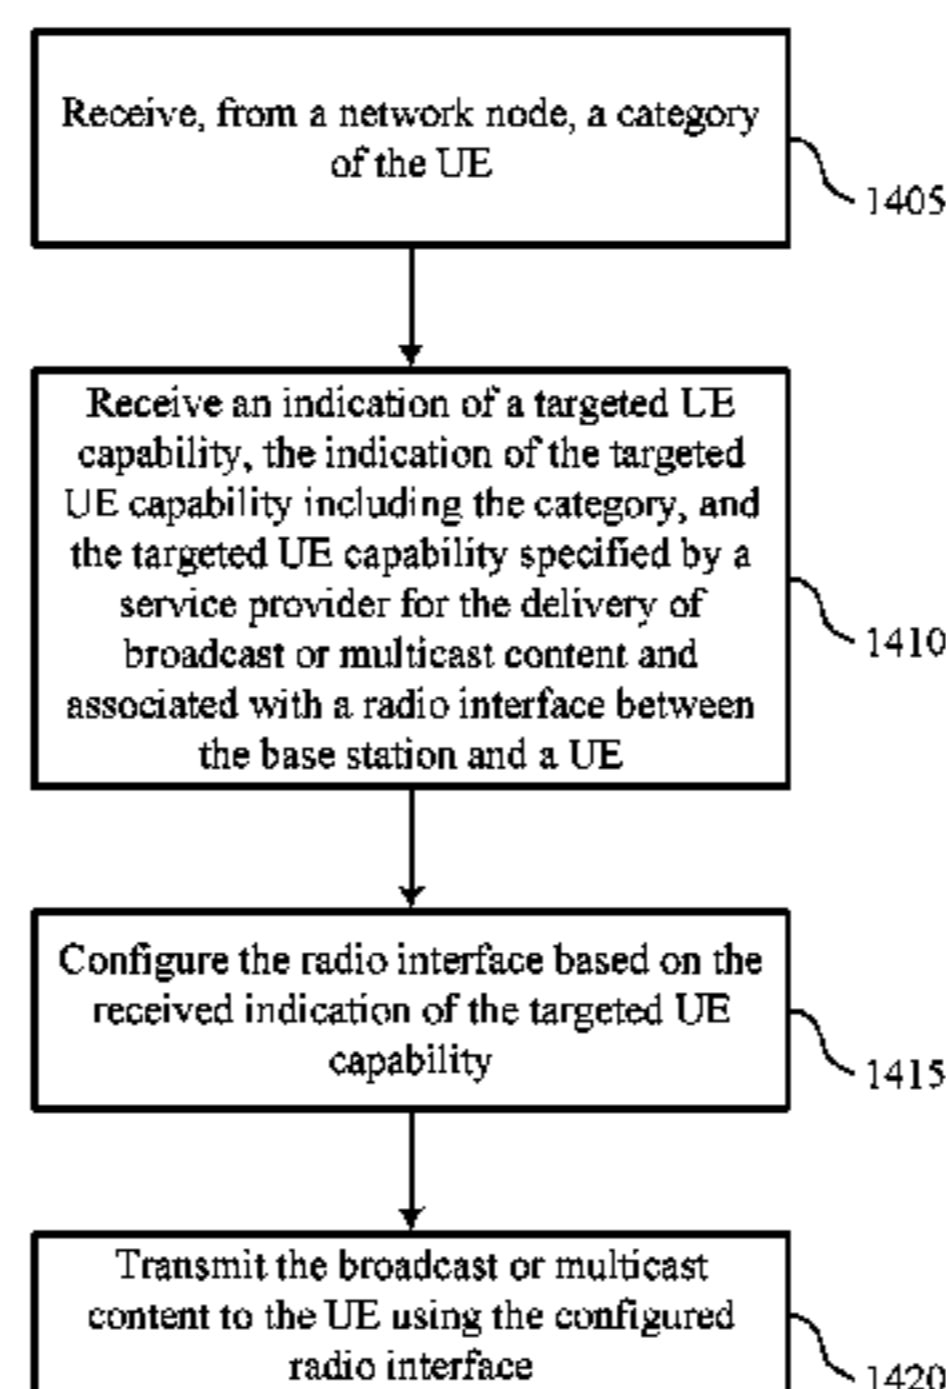 Receive, from a network node, a category
of the UE
1405
Receive an indication of a targeted UE
capability, the indication of the targeted
UE capability including the category, and
the targeted UE capability specified by a
service provider for the delivery of
broadcast or multicast content and
associated with a radio interface between
the base station and a UE
1410
Configure the radio interface based on the
received indication of the targeted UE
capability
1415
Transmit the broadcast or multicast
content to the UE using the configured
radio interface
1420